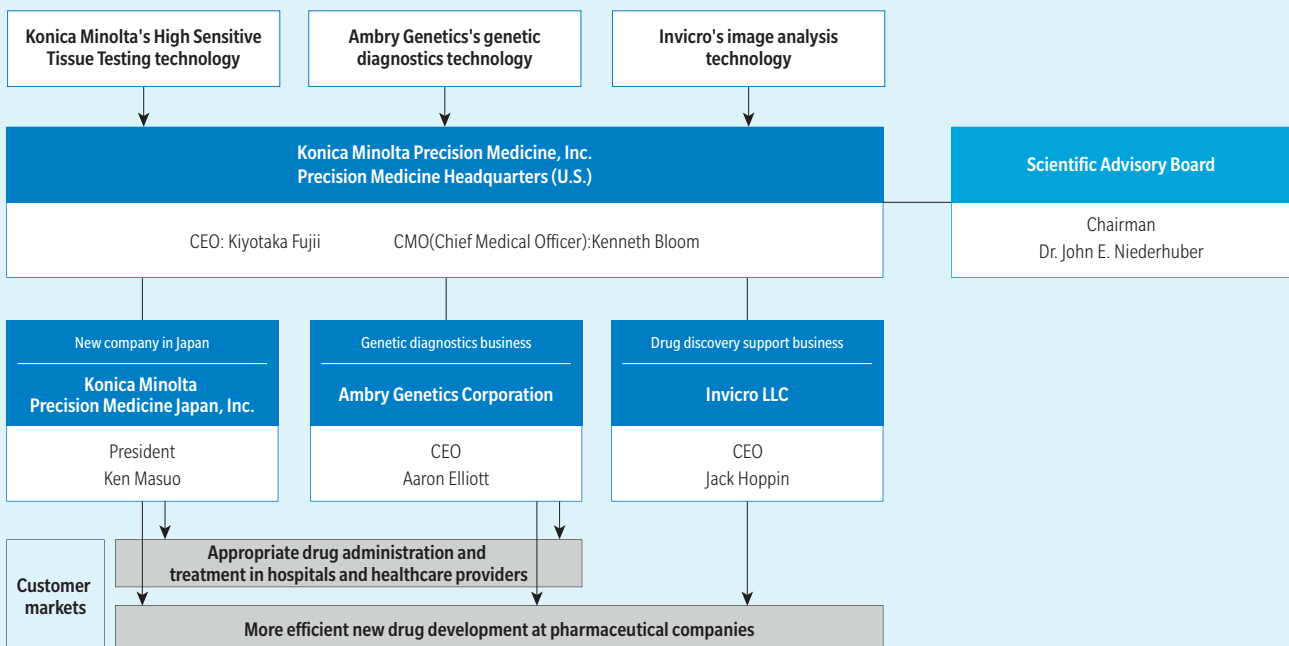 Konica Minolta's High Sensitive
Tissue Testing technology
Ambry Genetics's genetic
diagnostics technology
Invicro's image analysis
technology
Konica Minolta Precision Medicine, Inc.
Precision Medicine Headquarters (U.S.)
CEO: Kiyotaka Fujii
CMO(Chief Medical Officer):Kenneth Bloom
Scientific Advisory Board
Chairman
Dr. John E. Niederhuber
New company in Japan
Konica Minolta
Precision Medicine Japan, Inc.
President
Ken Masuo
Genetic diagnostics business
Ambry Genetics Corporation
CEO
Aaron Elliott
Drug discovery support business
Invicro LLC
CEO
Jack Hoppin
Customer
markets
Appropriate drug administration and
treatment in hospitals and healthcare providers
More efficient new drug development at pharmaceutical companies